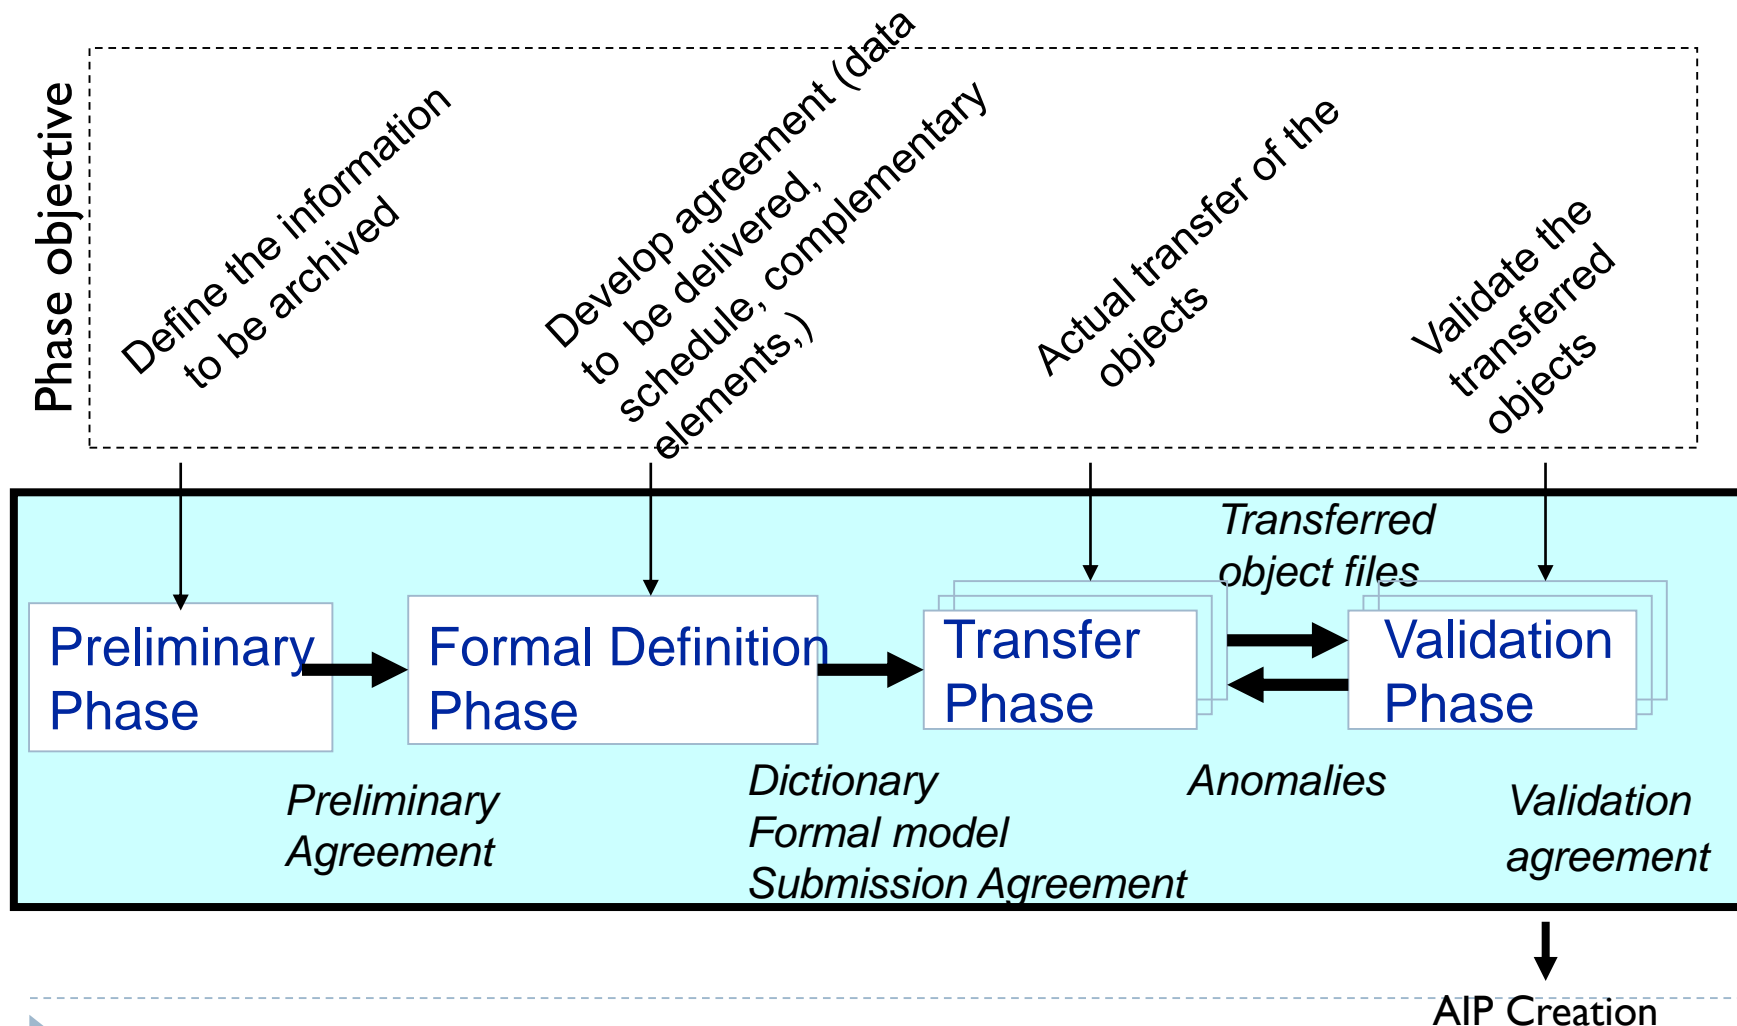 Phase objective
Define the information
to be archived
Develop agreement (data
to be delivered,
schedule, complementary
elements,)
Actual transfer of the
objects
Validate the
transferred
objects
Transferred
object files
Preliminary
Phase
Formal Definition
Phase
Transfer
Phase
Validation
Phase
Preliminary
Agreement
Dictionary
Formal model
Submission Agreement
Anomalies
Validation
agreement
AIP Creation